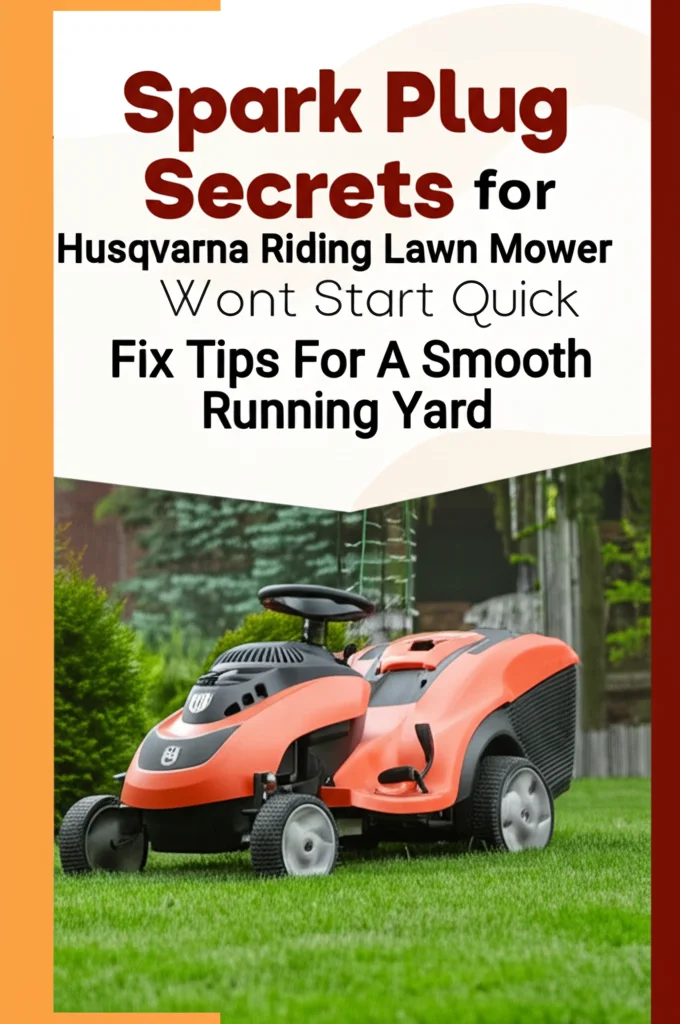 Spark Plug
Secrets for
Husqvarna Riding Lawn Mower
Wont Start Quick
Fix Tips For A Smooth
Running Yard